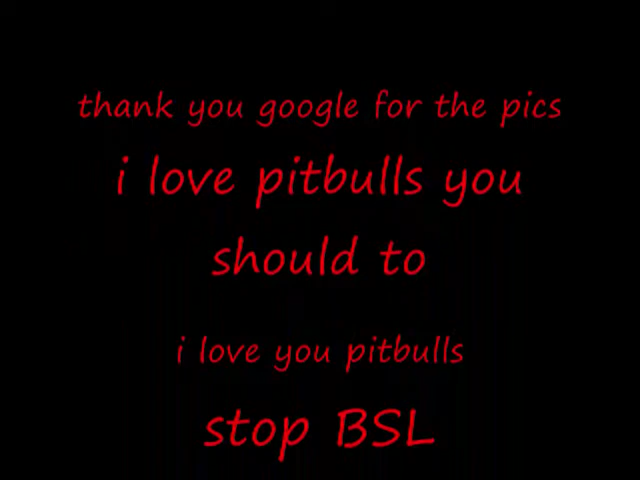 thank you google for the pics
i love pitbulls you
should to
i love you pitbulls
stop BSL